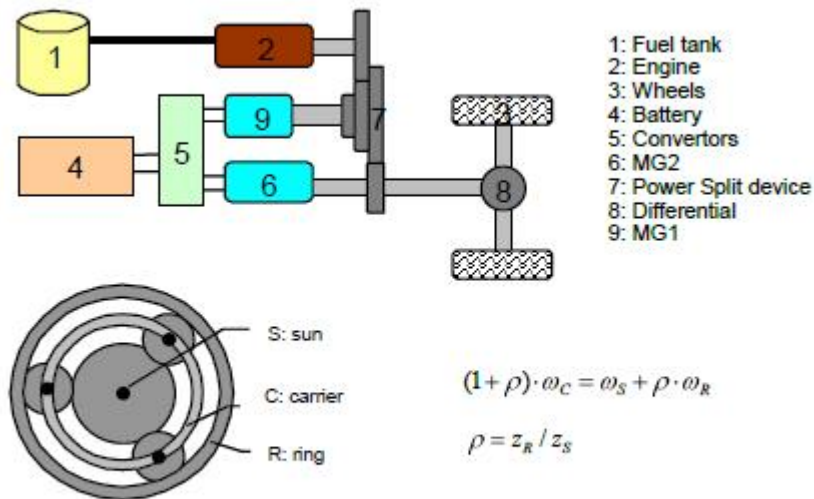 1
2
3
4
5
6
7
8
9
1: Fuel tank
2: Engine
3: Wheels
4: Battery
5: Convertors
6: MG2
7: Power Split device
8: Differential
9: MG1
S: sun
C: carrier
R: ring
(1+ρ)·ω_C = ω_S + ρ·ω_R
ρ = z_R / z_S